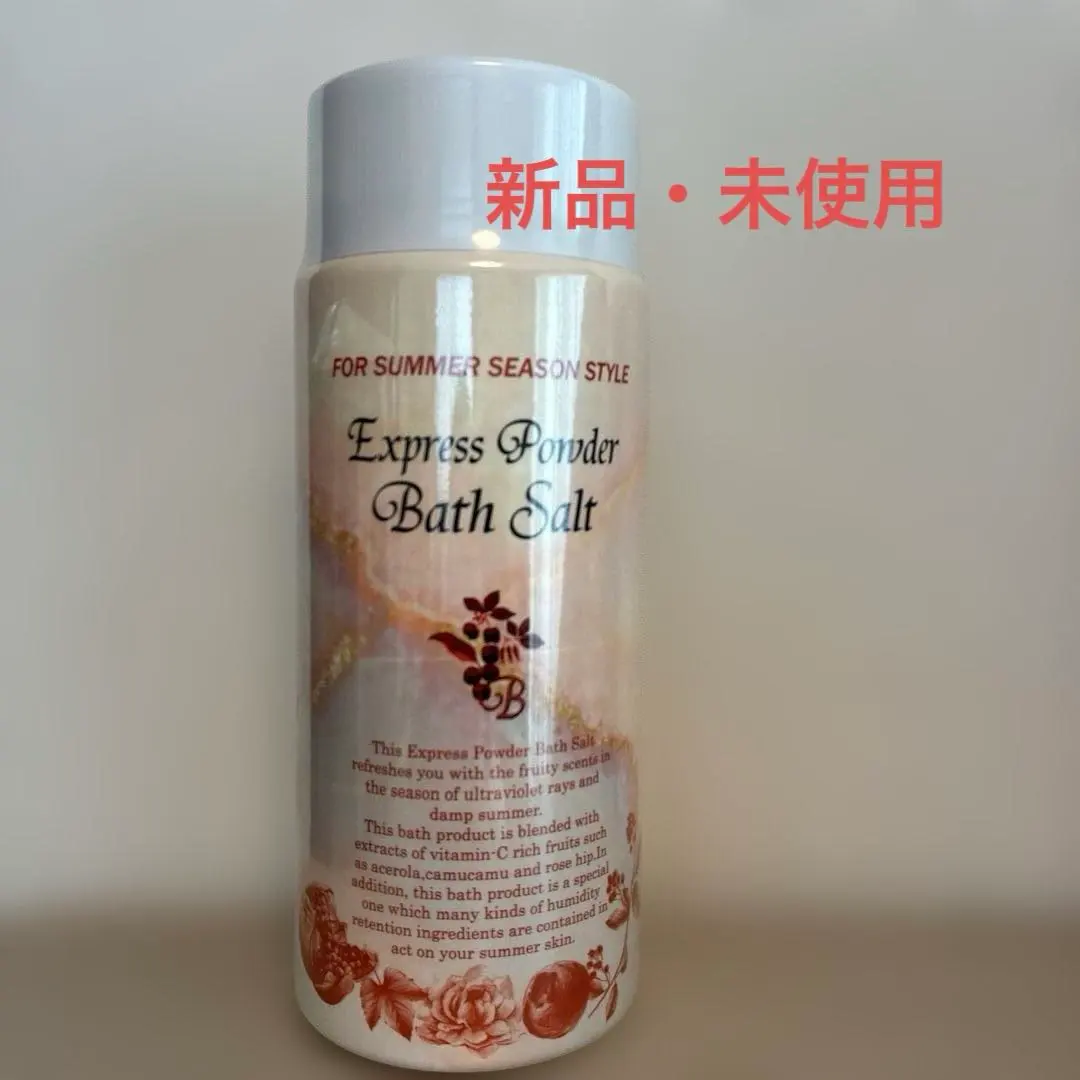 新品・未使用
FOR SUMMER SEASON STYLE
Express Powder
Bath Salt
B
This Express Powder Bath Salt
refreshes you with the fruity scents in
the season of ultraviolet rays and
damp summer.
This bath product is blended with
extracts of vitamin-C rich fruits such
as acerola,camucamu and rose hip.In
addition, this bath product is a special
one which many kinds of humidity
retention ingredients are contained in
act on your summer skin.